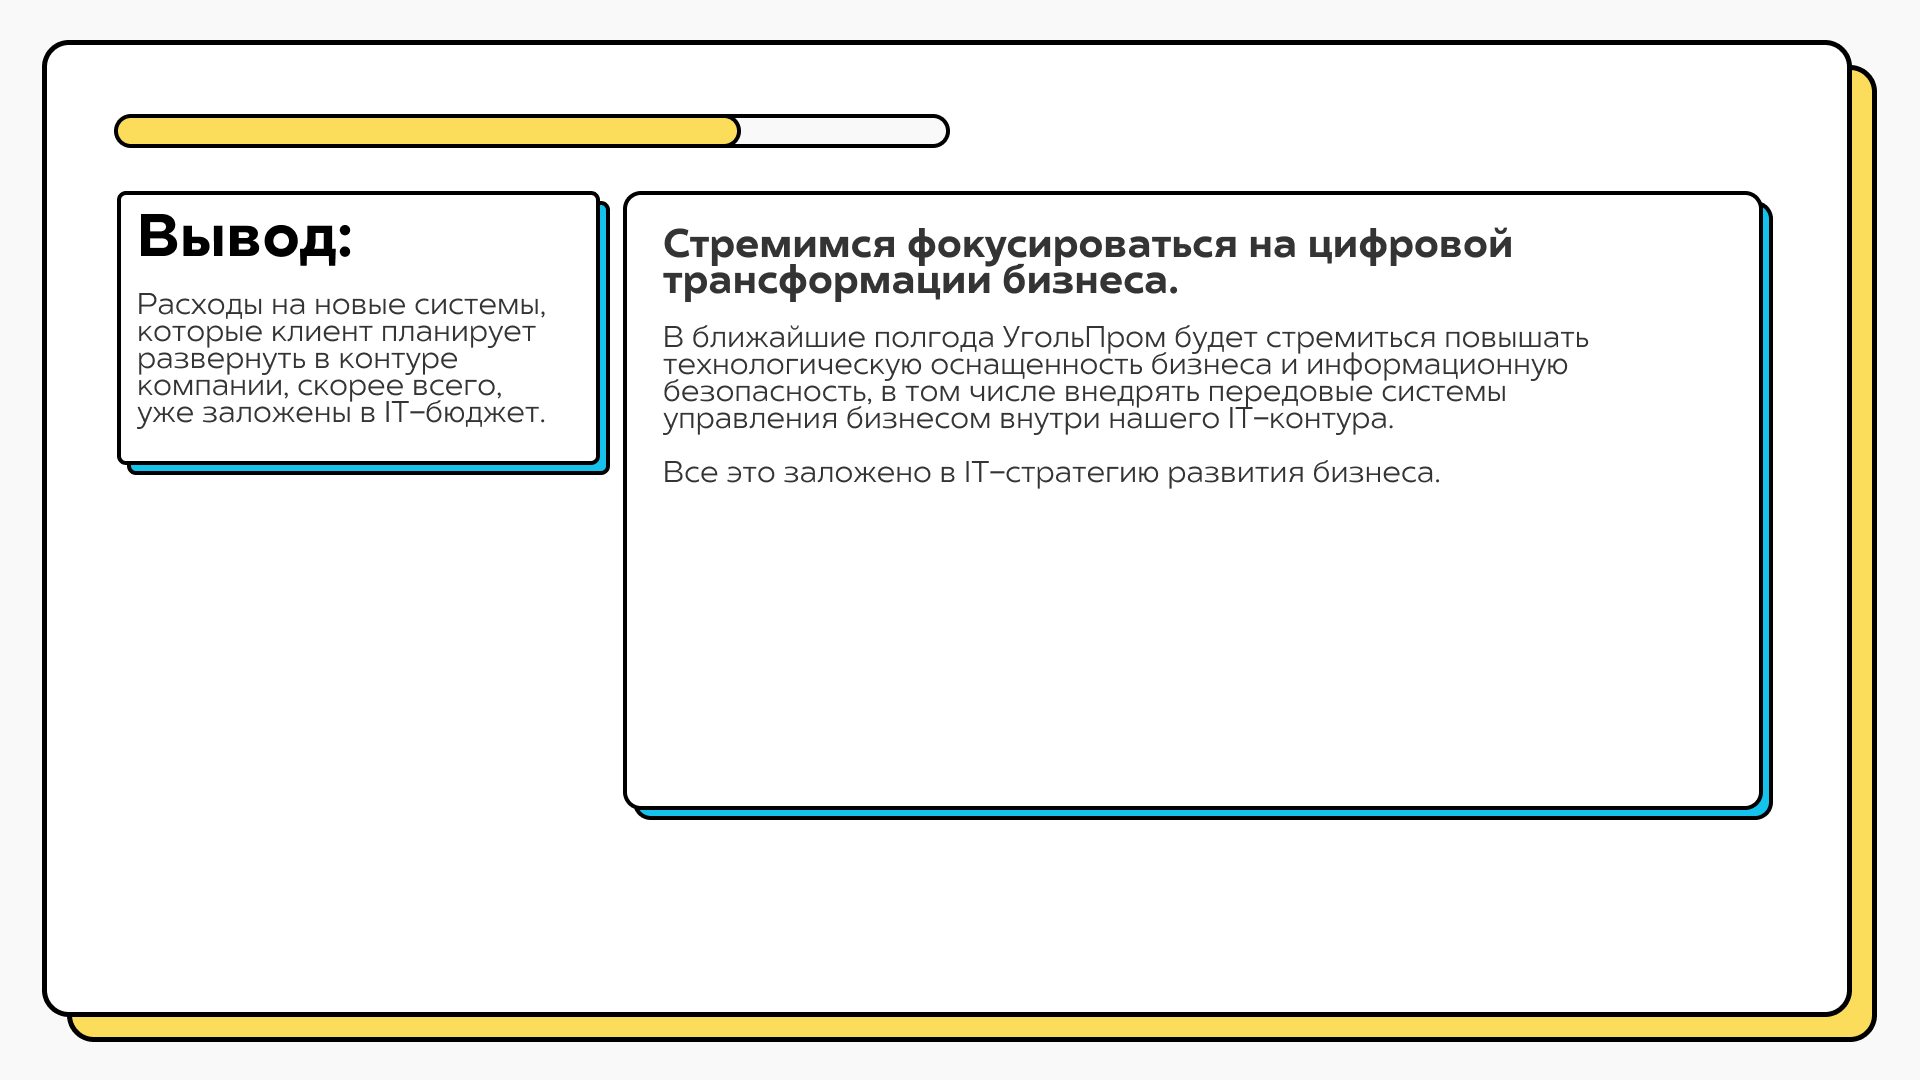 Вывод:
Расходы на новые системы,
которые клиент планирует
развернуть в контуре
компании, скорее всего,
уже заложены в IT-бюджет.
Стремимся фокусироваться на цифровой
трансформации бизнеса.
В ближайшие полгода УгольПром будет стремиться повышать
технологическую оснащенность бизнеса и информационную
безопасность, в том числе внедрять передовые системы
управления бизнесом внутри нашего IT-контура.
Все это заложено в IT-стратегию развития бизнеса.